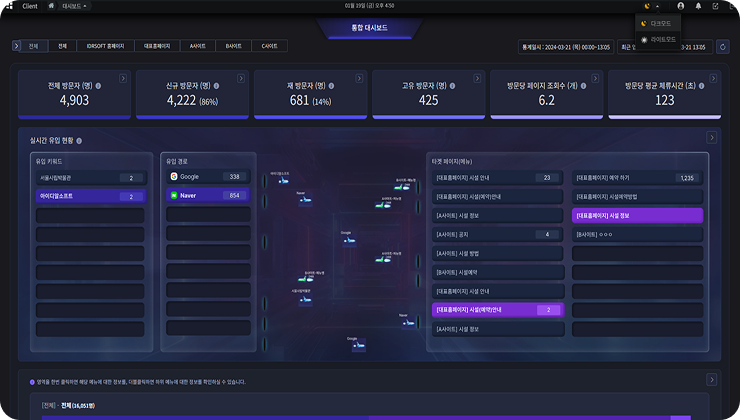 Client
대시보드
01월 19일 (금) 오후 4:50
다크모드
라이트모드
통합 대시보드
전체
전체
IDRSOFT 홈페이지
대표홈페이지
A사이트
B사이트
C사이트
통계일시 : 2024-03-21 (목) 00:00~13:05
최근
13:05
전체 방문자 (명)
4,903
신규 방문자 (명)
4,222 (86%)
재 방문자 (명)
681 (14%)
고유 방문자 (명)
425
방문당 페이지 조회수 (개)
6.2
방문당 평균 체류시간 (초)
123
실시간 유입 현황
유입 키워드
서울시립박물관 2
아이디알소프트 2
유입 경로
Google 338
Naver 854
아이디알소프트
Naver
Google
서울시립박물관
Google
Naver
타겟 페이지(메뉴)
[대표홈페이지] 시설 안내 23
[대표홈페이지] 시설(예약)안내
[A사이트] 시설 정보
[A사이트] 공지 4
[A사이트] 시설 방법
[B사이트] 시설예약
[대표홈페이지] 시설 안내
[대표홈페이지] 시설(예약)안내 2
[A사이트] 시설 정보
[대표홈페이지] 예약 하기 1,235
[대표홈페이지] 시설예약방법
[대표홈페이지] 시설 정보
[B사이트] ㅇㅇㅇ
영역을 한번 클릭하면 해당 메뉴에 대한 정보를, 더블클릭하면 하위 메뉴에 대한 정보를 확인하실 수 있습니다.
[전체] - 전체 (16,051명)